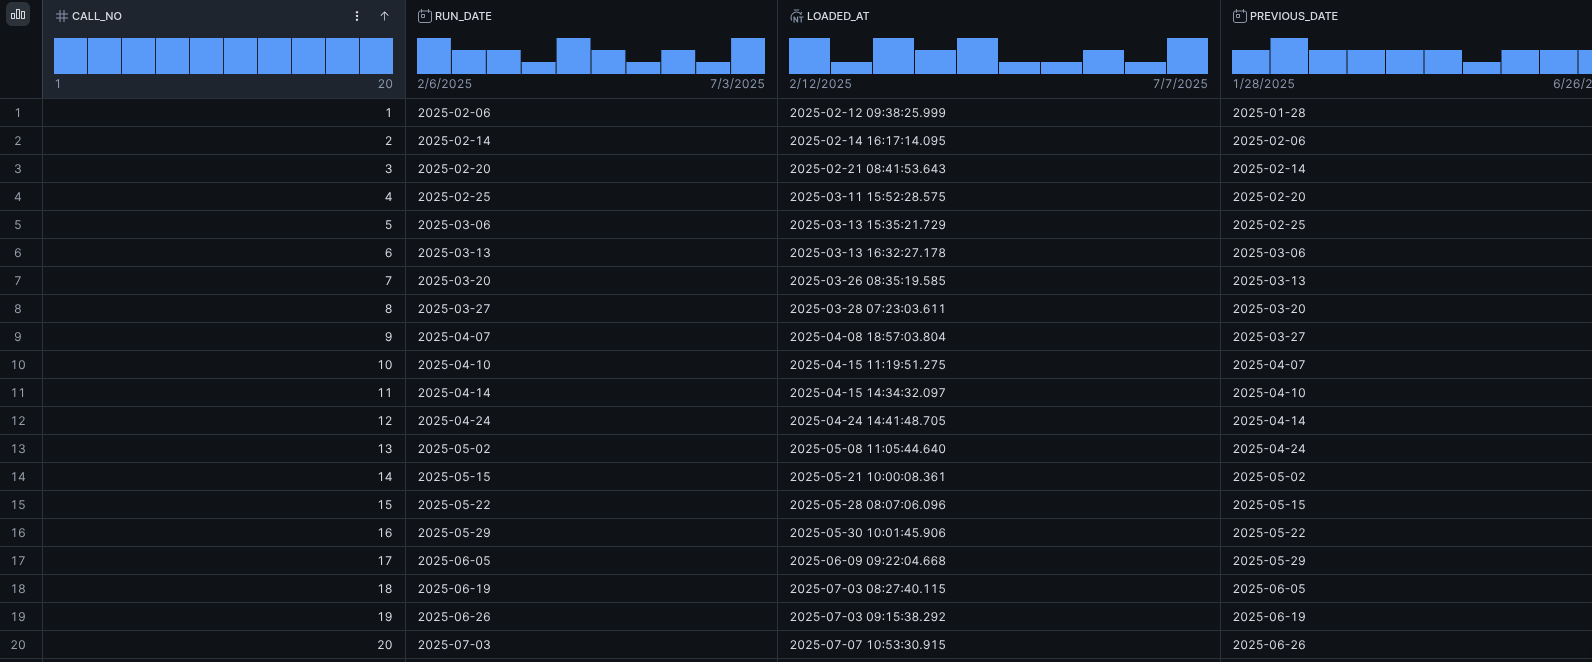 CALL_NO RUN_DATE LOADED_AT PREVIOUS_DATE
1 20 2/6/2025 7/3/2025 2/12/2025 7/7/2025 1/28/2025 6/26/2
1 1 2025-02-06 2025-02-12 09:38:25.999 2025-01-28
2 2 2025-02-14 2025-02-14 16:17:14.095 2025-02-06
3 3 2025-02-20 2025-02-21 08:41:53.643 2025-02-14
4 4 2025-02-25 2025-03-11 15:52:28.575 2025-02-20
5 5 2025-03-06 2025-03-13 15:35:21.729 2025-02-25
6 6 2025-03-13 2025-03-13 16:32:27.178 2025-03-06
7 7 2025-03-20 2025-03-26 08:35:19.585 2025-03-13
8 8 2025-03-27 2025-03-28 07:23:03.611 2025-03-20
9 9 2025-04-07 2025-04-08 18:57:03.804 2025-03-27
10 10 2025-04-10 2025-04-15 11:19:51.275 2025-04-07
11 11 2025-04-14 2025-04-15 14:34:32.097 2025-04-10
12 12 2025-04-24 2025-04-24 14:41:48.705 2025-04-14
13 13 2025-05-02 2025-05-08 11:05:44.640 2025-04-24
14 14 2025-05-15 2025-05-21 10:00:08.361 2025-05-02
15 15 2025-05-22 2025-05-28 08:07:06.096 2025-05-15
16 16 2025-05-29 2025-05-30 10:01:45.906 2025-05-22
17 17 2025-06-05 2025-06-09 09:22:04.668 2025-05-29
18 18 2025-06-19 2025-07-03 08:27:40.115 2025-06-05
19 19 2025-06-26 2025-07-03 09:15:38.292 2025-06-19
20 20 2025-07-03 2025-07-07 10:53:30.915 2025-06-26